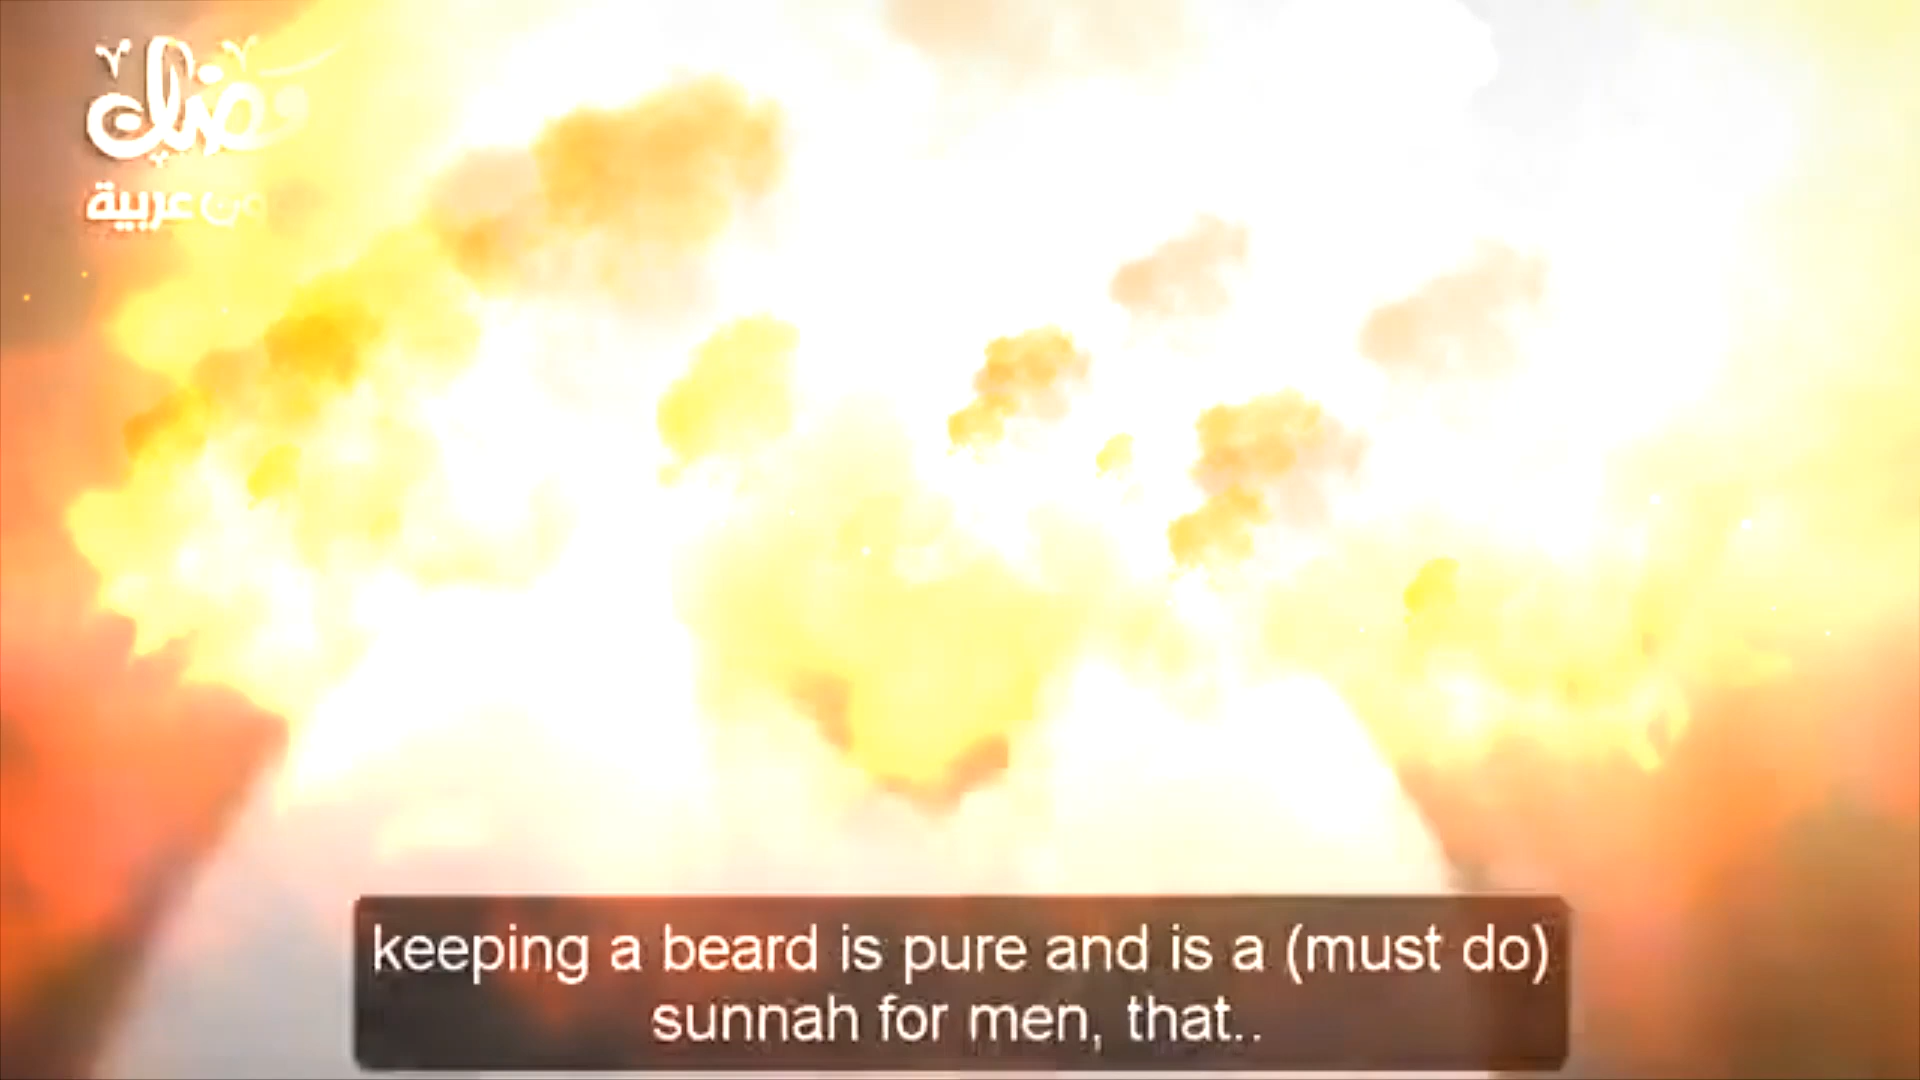 عربية
keeping a beard is pure and is a (must do)
sunnah for men, that..